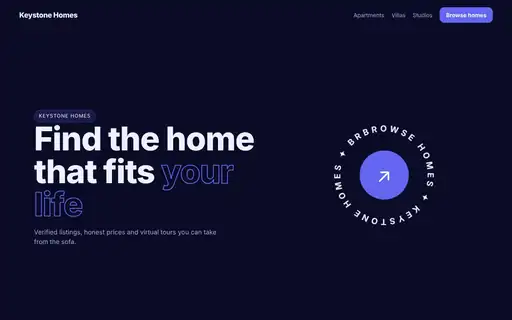 Keystone Homes
Apartments Villas Studios Browse homes
KEYSTONE HOMES
Find the home
that fits your
life
Verified listings, honest prices and virtual tours you can take
from the sofa.
BRBROWSE HOMES ✦ KEYSTONE HOMES ✦